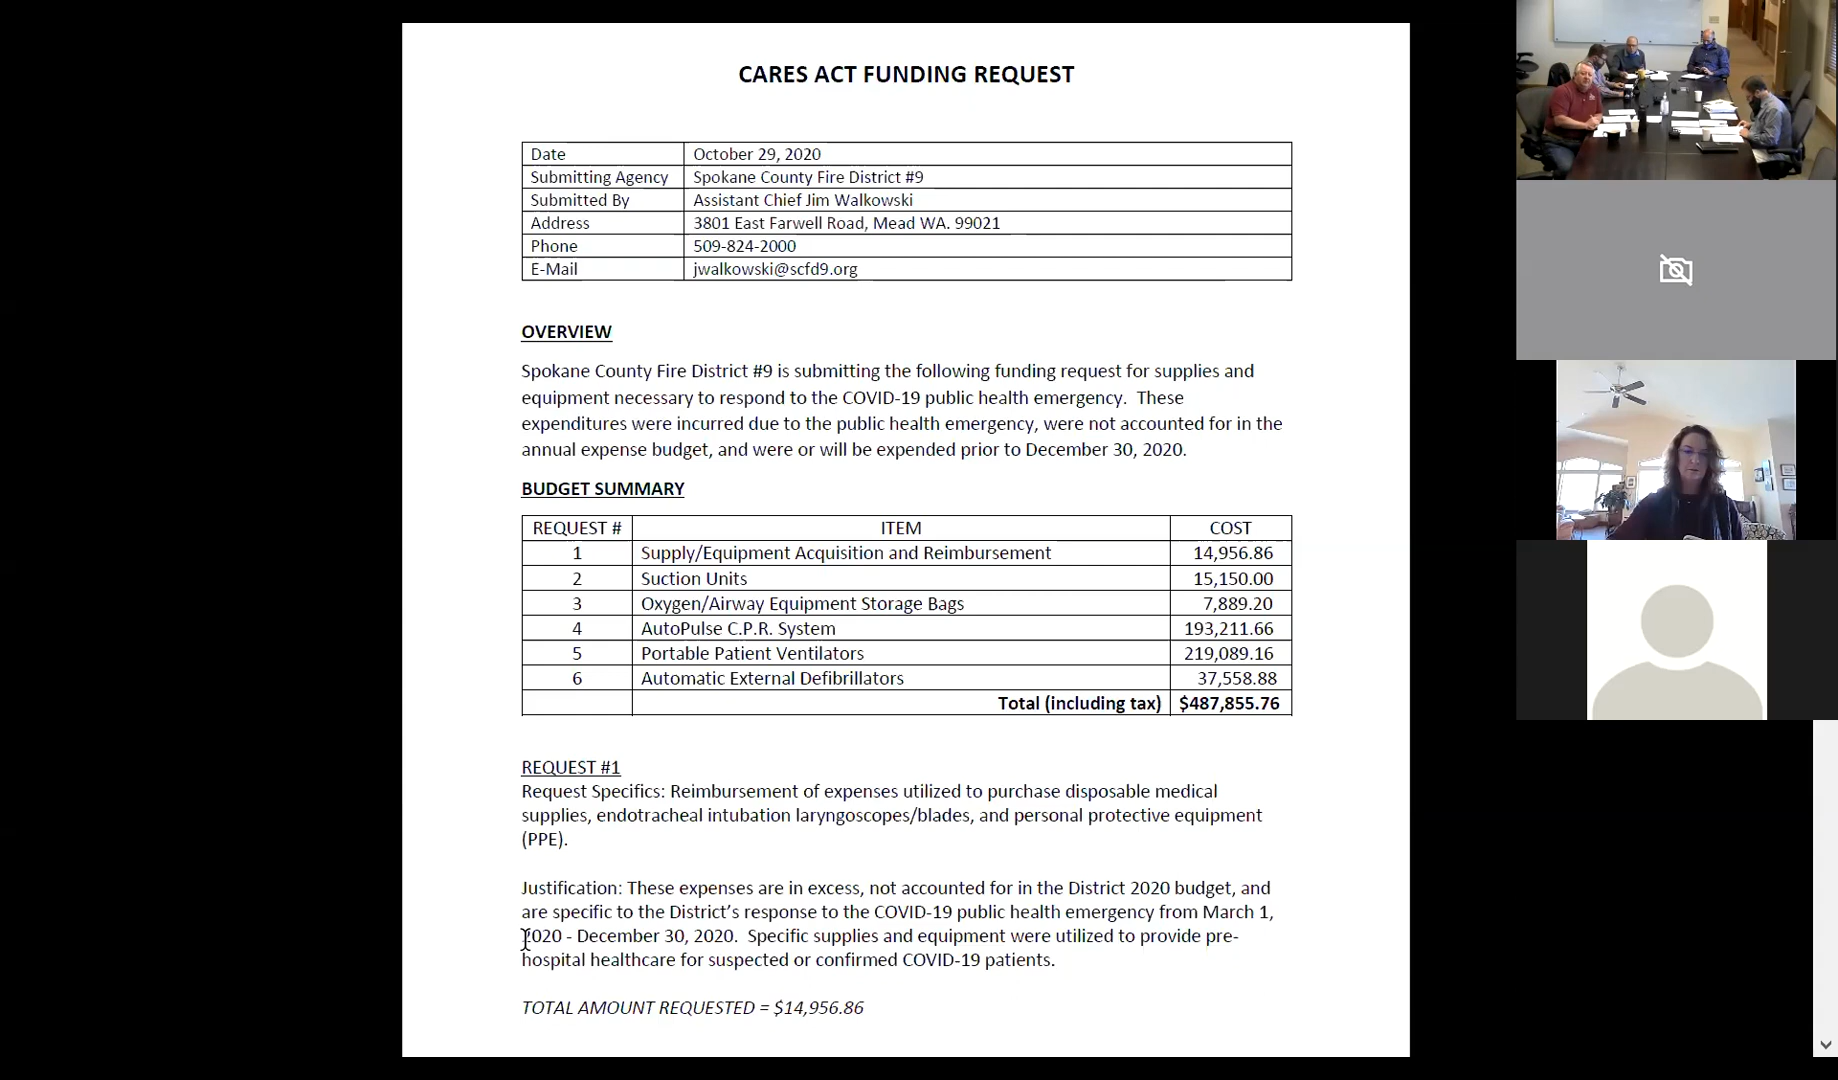 CARES ACT FUNDING REQUEST
Date October 29, 2020
Submitting Agency Spokane County Fire District #9
Submitted By Assistant Chief Jim Walkowski
Address 3801 East Farwell Road, Mead WA. 99021
Phone 509-824-2000
E-Mail jwalkowski@scfd9.org
OVERVIEW
Spokane County Fire District #9 is submitting the following funding request for supplies and
equipment necessary to respond to the COVID-19 public health emergency. These
expenditures were incurred due to the public health emergency, were not accounted for in the
annual expense budget, and were or will be expended prior to December 30, 2020.
BUDGET SUMMARY
REQUEST # ITEM COST
1 Supply/Equipment Acquisition and Reimbursement 14,956.86
2 Suction Units 15,150.00
3 Oxygen/Airway Equipment Storage Bags 7,889.20
4 AutoPulse C.P.R. System 193,211.66
5 Portable Patient Ventilators 219,089.16
6 Automatic External Defibrillators 37,558.88
Total (including tax) $487,855.76
REQUEST #1
Request Specifics: Reimbursement of expenses utilized to purchase disposable medical
supplies, endotracheal intubation laryngoscopes/blades, and personal protective equipment
(PPE).
Justification: These expenses are in excess, not accounted for in the District 2020 budget, and
are specific to the District's response to the COVID-19 public health emergency from March 1,
2020 - December 30, 2020. Specific supplies and equipment were utilized to provide pre-
hospital healthcare for suspected or confirmed COVID-19 patients.
TOTAL AMOUNT REQUESTED = $14,956.86